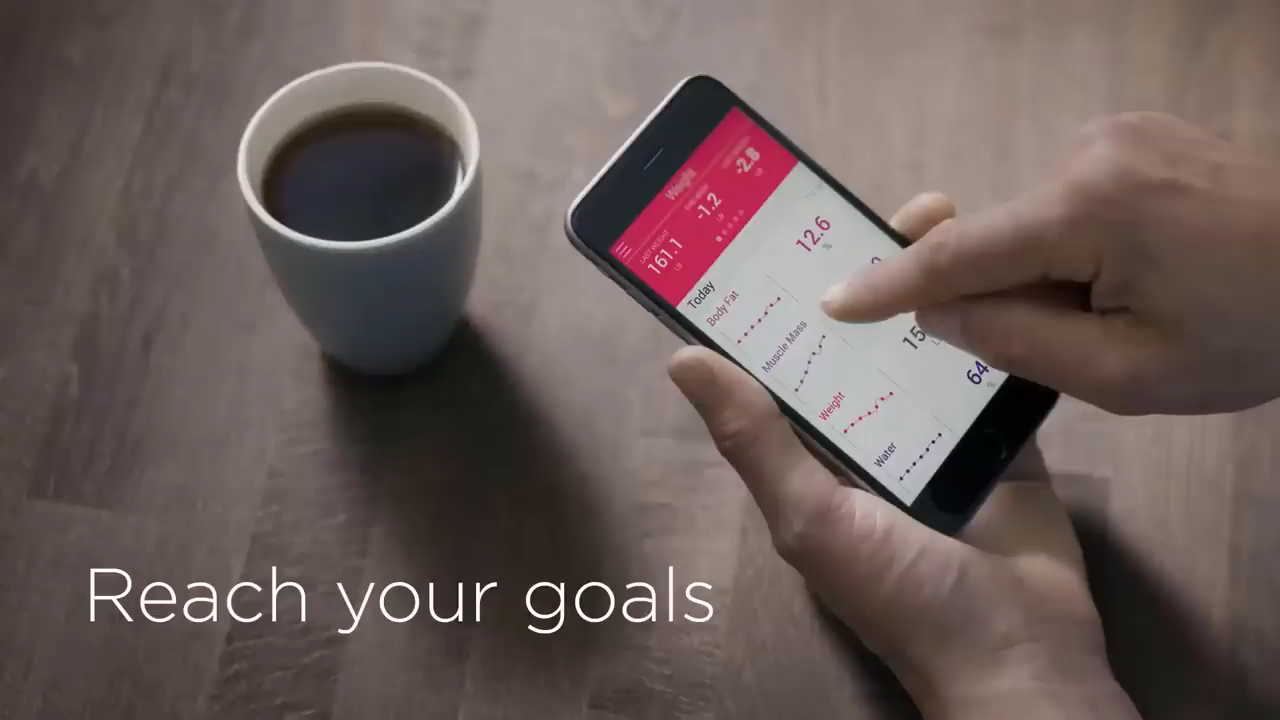 Weight
LAST WEIGHT
161.1
LB
-1.2
LB
-2.8
LB
Today
Body Fat
12.6
%
Muscle Mass
Weight
15
Water
64
%
Reach your goals